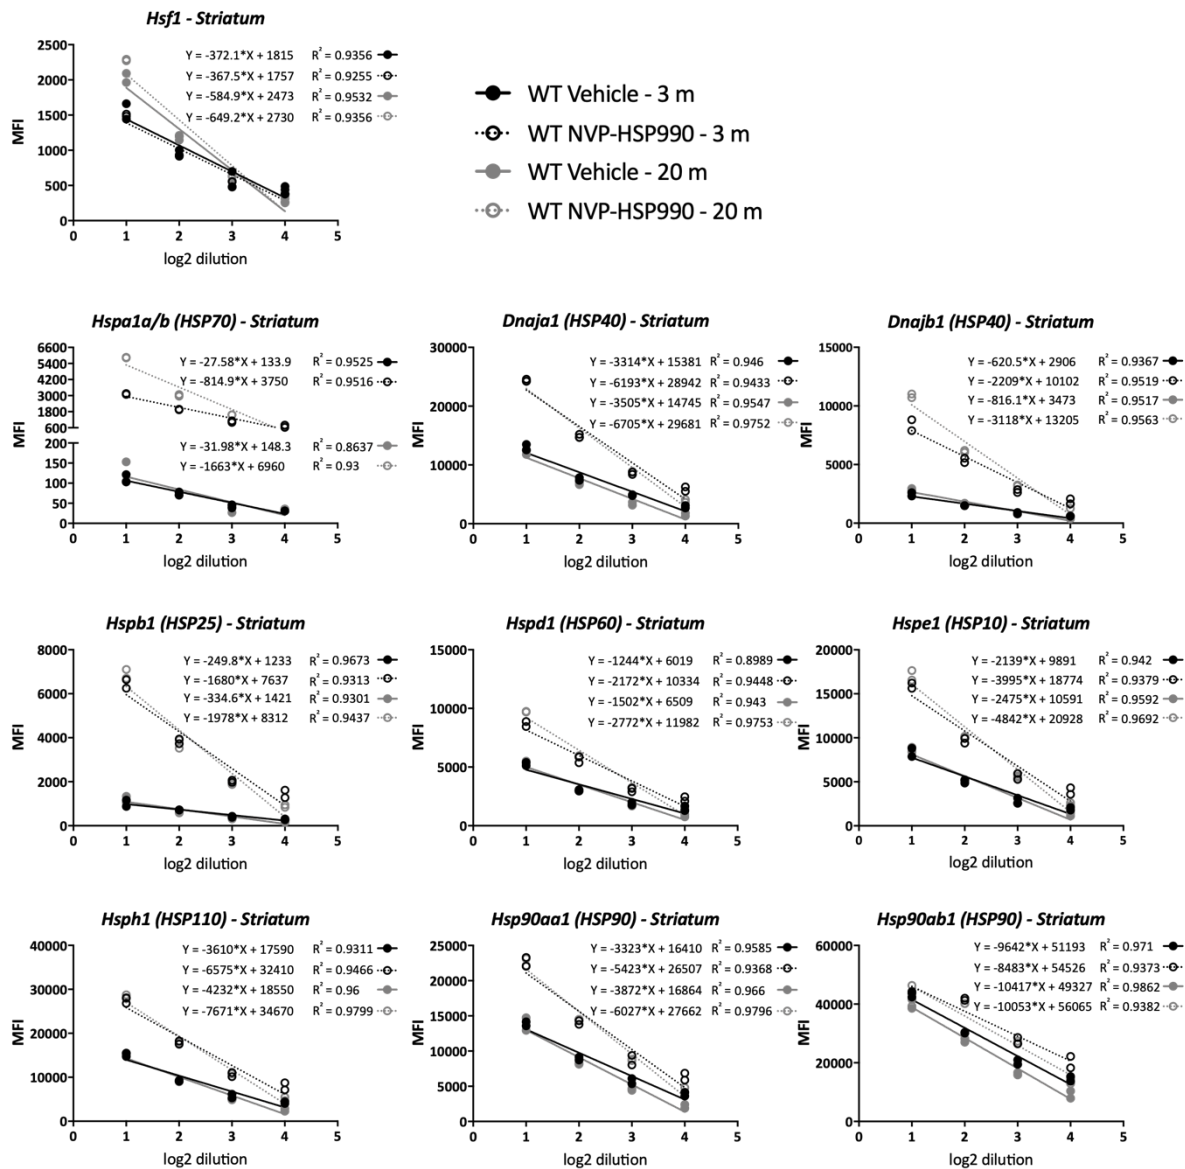 Hsf1 - Striatum
MFI
2500
2000
1500
1000
500
0
Y = -372.1*X + 1815 R² = 0.9356
Y = -367.5*X + 1757 R² = 0.9255
Y = -584.9*X + 2473 R² = 0.9532
Y = -649.2*X + 2730 R² = 0.9356
0 1 2 3 4 5
log2 dilution
WT Vehicle - 3 m
WT NVP-HSP990 - 3 m
WT Vehicle - 20 m
WT NVP-HSP990 - 20 m
Hspa1a/b (HSP70) - Striatum
MFI
6600
5400
4200
3000
1800
600
200
150
100
50
0
Y = -27.58*X + 133.9 R² = 0.9525
Y = -814.9*X + 3750 R² = 0.9516
Y = -31.98*X + 148.3 R² = 0.8637
Y = -1663*X + 6960 R² = 0.93
0 1 2 3 4 5
log2 dilution
Dnaja1 (HSP40) - Striatum
MFI
30000
20000
10000
0
Y = -3314*X + 15381 R² = 0.946
Y = -6193*X + 28942 R² = 0.9433
Y = -3505*X + 14745 R² = 0.9547
Y = -6705*X + 29681 R² = 0.9752
0 1 2 3 4 5
log2 dilution
Dnajb1 (HSP40) - Striatum
MFI
15000
10000
5000
0
Y = -620.5*X + 2906 R² = 0.9367
Y = -2209*X + 10102 R² = 0.9519
Y = -816.1*X + 3473 R² = 0.9517
Y = -3118*X + 13205 R² = 0.9563
0 1 2 3 4 5
log2 dilution
Hspb1 (HSP25) - Striatum
MFI
8000
6000
4000
2000
0
Y = -249.8*X + 1233 R² = 0.9673
Y = -1680*X + 7637 R² = 0.9313
Y = -334.6*X + 1421 R² = 0.9301
Y = -1978*X + 8312 R² = 0.9437
0 1 2 3 4 5
log2 dilution
Hspd1 (HSP60) - Striatum
MFI
15000
10000
5000
0
Y = -1244*X + 6019 R² = 0.8989
Y = -2172*X + 10334 R² = 0.9448
Y = -1502*X + 6509 R² = 0.943
Y = -2772*X + 11982 R² = 0.9753
0 1 2 3 4 5
log2 dilution
Hspe1 (HSP10) - Striatum
MFI
20000
15000
10000
5000
0
Y = -2139*X + 9891 R² = 0.942
Y = -3995*X + 18774 R² = 0.9379
Y = -2475*X + 10591 R² = 0.9592
Y = -4842*X + 20928 R² = 0.9692
0 1 2 3 4 5
log2 dilution
Hsph1 (HSP110) - Striatum
MFI
40000
30000
20000
10000
0
Y = -3610*X + 17590 R² = 0.9311
Y = -6575*X + 32410 R² = 0.9466
Y = -4232*X + 18550 R² = 0.96
Y = -7671*X + 34670 R² = 0.9799
0 1 2 3 4 5
log2 dilution
Hsp90aa1 (HSP90) - Striatum
MFI
25000
20000
15000
10000
5000
0
Y = -3323*X + 16410 R² = 0.9585
Y = -5423*X + 26507 R² = 0.9368
Y = -3872*X + 16864 R² = 0.966
Y = -6027*X + 27662 R² = 0.9796
0 1 2 3 4 5
log2 dilution
Hsp90ab1 (HSP90) - Striatum
MFI
60000
40000
20000
0
Y = -9642*X + 51193 R² = 0.971
Y = -8483*X + 54526 R² = 0.9373
Y = -10417*X + 49327 R² = 0.9862
Y = -10053*X + 56065 R² = 0.9382
0 1 2 3 4 5
log2 dilution